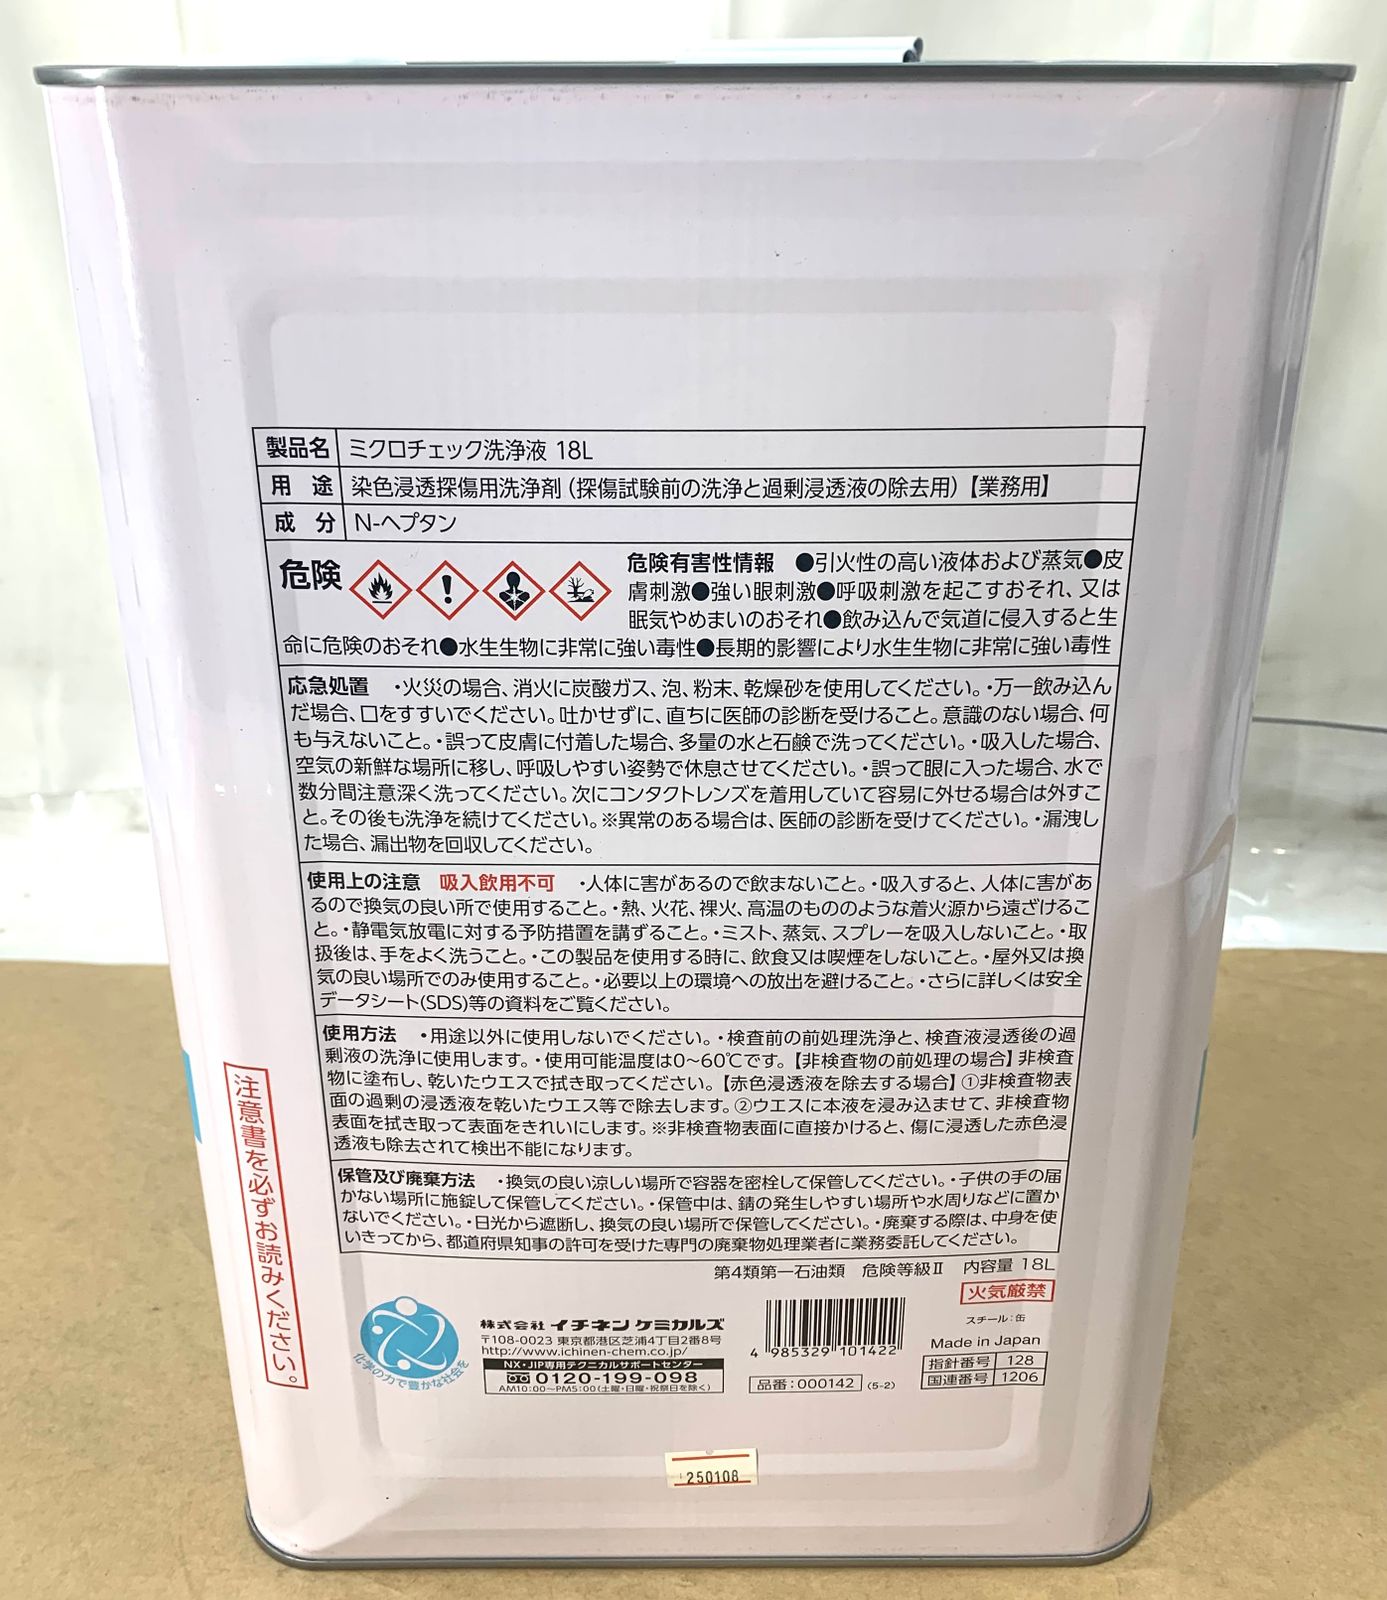 製品名 ミクロチェック洗浄液 18L
用 途 染色浸透探傷用洗浄剤（探傷試験前の洗浄と過剰浸透液の除去用）【業務用】
成 分 N-ヘプタン
危険 危険有害性情報 ●引火性の高い液体および蒸気●皮
膚刺激●強い眼刺激●呼吸刺激を起こすおそれ、又は
眠気やめまいのおそれ●飲み込んで気道に侵入すると生
命に危険のおそれ●水生生物に非常に強い毒性●長期的影響により水生生物に非常に強い毒性
応急処置 ・火災の場合、消火に炭酸ガス、泡、粉末、乾燥砂を使用してください。・万一飲み込ん
だ場合、口をすすいでください。吐かせずに、直ちに医師の診断を受けること。意識のない場合、何
も与えないこと。・誤って皮膚に付着した場合、多量の水と石鹸で洗ってください。・吸入した場合、
空気の新鮮な場所に移し、呼吸しやすい姿勢で休息させてください。・誤って眼に入った場合、水で
数分間注意深く洗ってください。次にコンタクトレンズを着用していて容易に外せる場合は外すこ
と。その後も洗浄を続けてください。※異常のある場合は、医師の診断を受けてください。・漏洩し
た場合、漏出物を回収してください。
使用上の注意 吸入飲用不可 ・人体に害があるので飲まないこと。・吸入すると、人体に害があ
るので換気の良い所で使用すること。・熱、火花、裸火、高温のもののような着火源から遠ざけるこ
と。・静電気放電に対する予防措置を講ずること。・ミスト、蒸気、スプレーを吸入しないこと。・取
扱後は、手をよく洗うこと。・この製品を使用する時に、飲食又は喫煙をしないこと。・屋外又は換
気の良い場所でのみ使用すること。・必要以上の環境への放出を避けること。・さらに詳しくは安全
データシート(SDS)等の資料をご覧ください。
使用方法 ・用途以外に使用しないでください。・検査前の前処理洗浄と、検査液浸透後の過
剰液の洗浄に使用します。・使用可能温度は0～60℃です。【非検査物の前処理の場合】非検査
物に塗布し、乾いたウエスで拭き取ってください。【赤色浸透液を除去する場合】①非検査物表
面の過剰の浸透液を乾いたウエス等で除去します。②ウエスに本液を浸み込ませて、非検査物
表面を拭き取って表面をきれいにします。※非検査物表面に直接かけると、傷に浸透した赤色浸
透液も除去されて検出不能になります。
保管及び廃棄方法 ・換気の良い涼しい場所で容器を密栓して保管してください。・子供の手の届
かない場所に施錠して保管してください。・保管中は、錆の発生しやすい場所や水周りなどに置か
ないでください。・日光から遮断し、換気の良い場所で保管してください。・廃棄する際は、中身を使
いきってから、都道府県知事の許可を受けた専門の廃棄物処理業者に業務委託してください。
第4類第一石油類 危険等級Ⅱ 内容量 18L
火気厳禁
スチール：缶
Made in Japan
指針番号 128
国連番号 1206
注意書を必ずお読みください。
化学の力で豊かな社会を
株式会社 イチネン ケミカルズ
〒108-0023 東京都港区芝浦4丁目2番8号
http://www.ichinen-chem.co.jp/
NX・JIP専用テクニカルサポートセンター
0120-199-098
AM10：00～PM5：00（土曜・日曜・祝祭日を除く）
4 985329 101422
品番：000142 (5-2)
250108